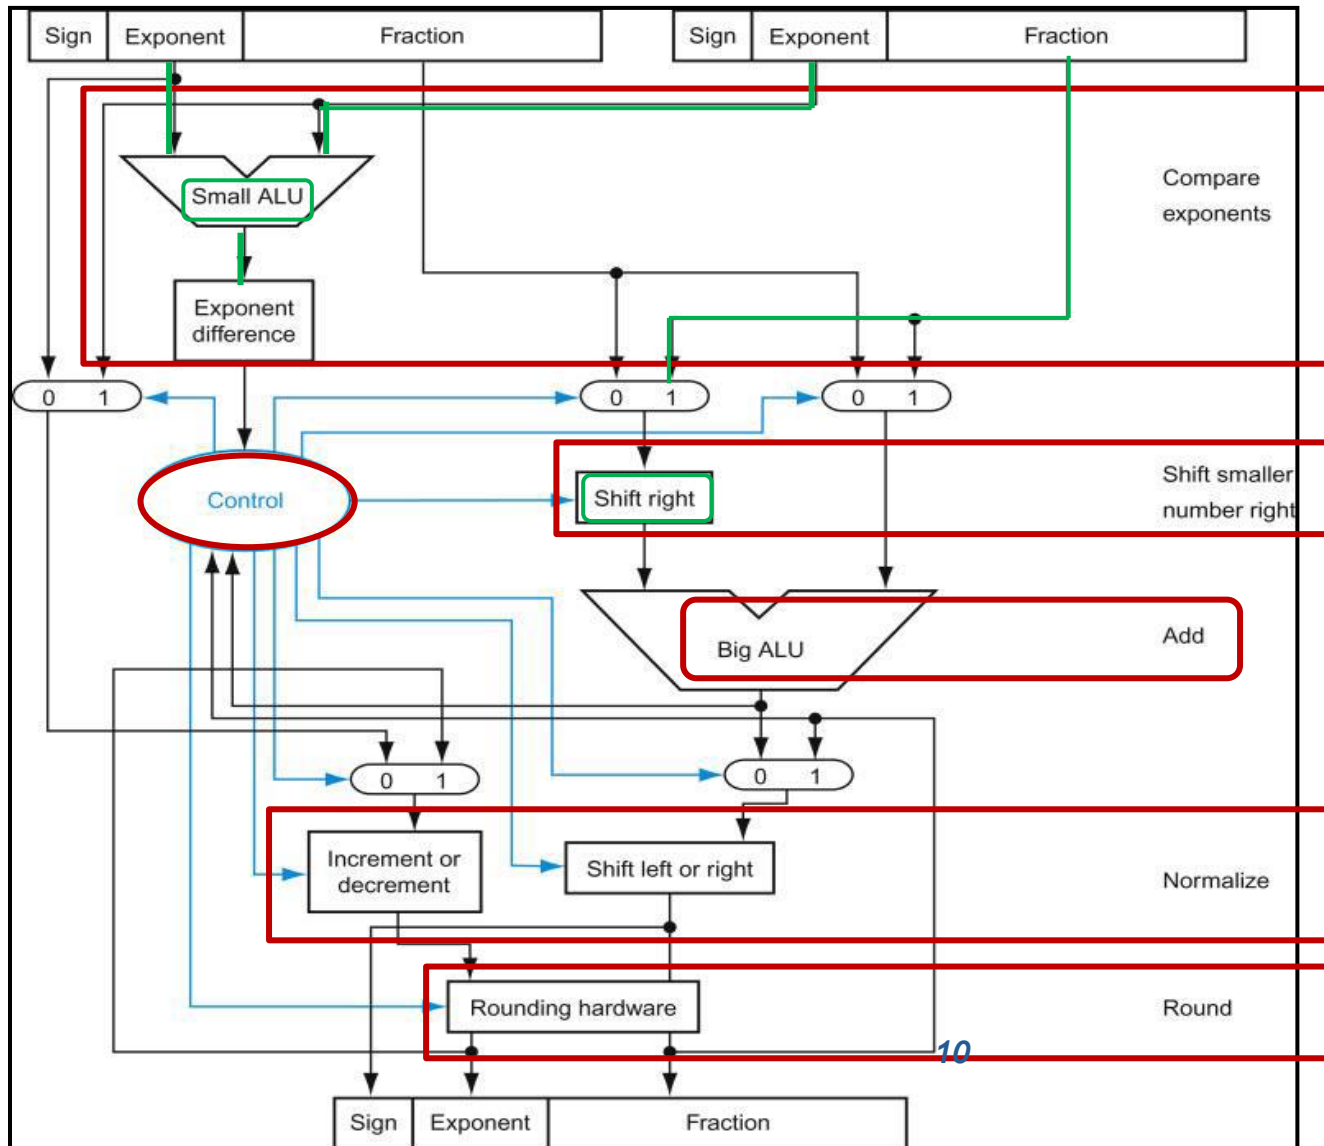 Sign Exponent Fraction Sign Exponent Fraction
Small ALU
Compare
exponents
Exponent
difference
0 1 0 1 0 1
Control
Shift right
Shift smaller
number right
Big ALU
Add
0 1 0 1
Increment or
decrement
Shift left or right
Normalize
Rounding hardware
Round
10
Sign Exponent Fraction